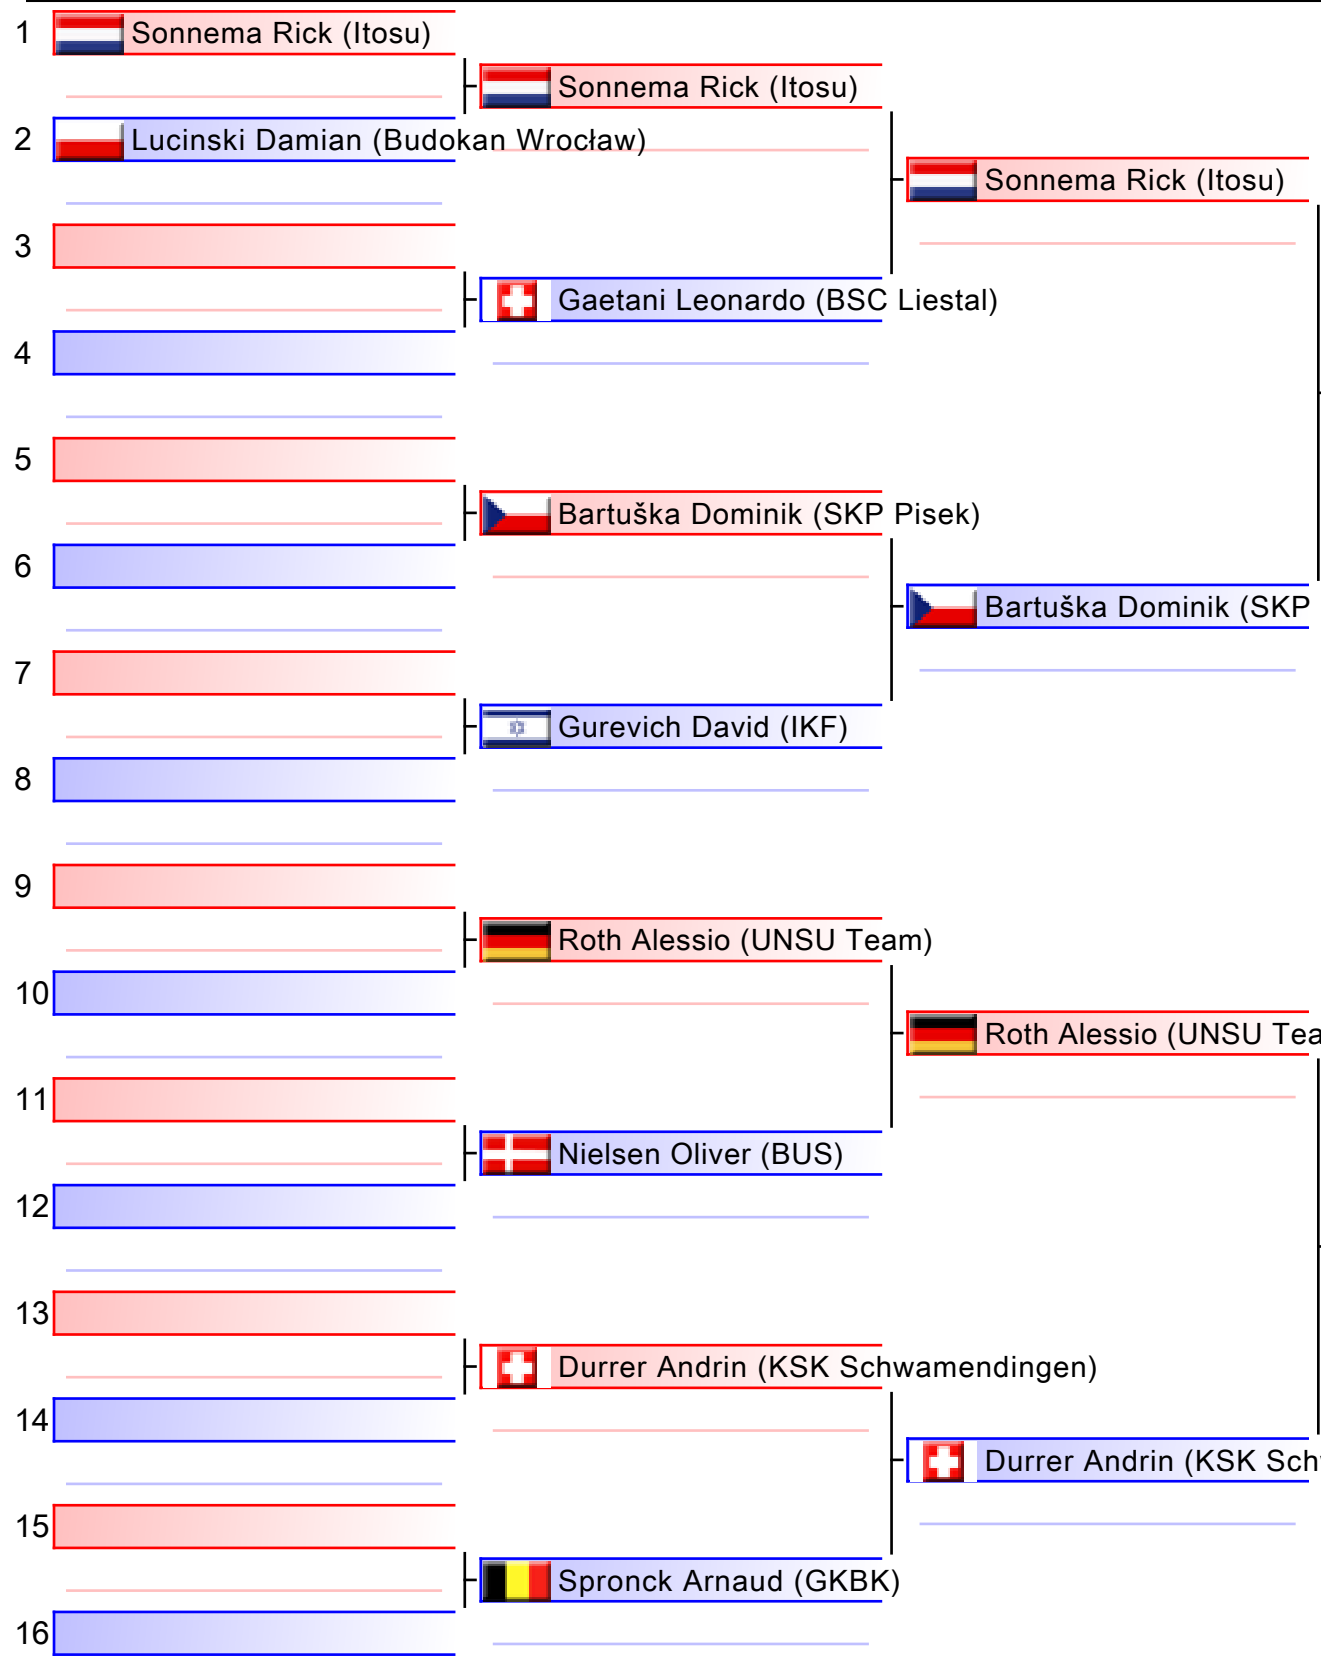 1 Sonnema Rick (Itosu)
Sonnema Rick (Itosu)
2 Lucinski Damian (Budokan Wrocław)
Sonnema Rick (Itosu)
3
Gaetani Leonardo (BSC Liestal)
4
5
Bartuška Dominik (SKP Pisek)
6
Bartuška Dominik (SKP
7
Gurevich David (IKF)
8
9
Roth Alessio (UNSU Team)
10
Roth Alessio (UNSU Tea
11
Nielsen Oliver (BUS)
12
13
Durrer Andrin (KSK Schwamendingen)
14
Durrer Andrin (KSK Sch
15
Spronck Arnaud (GKBK)
16